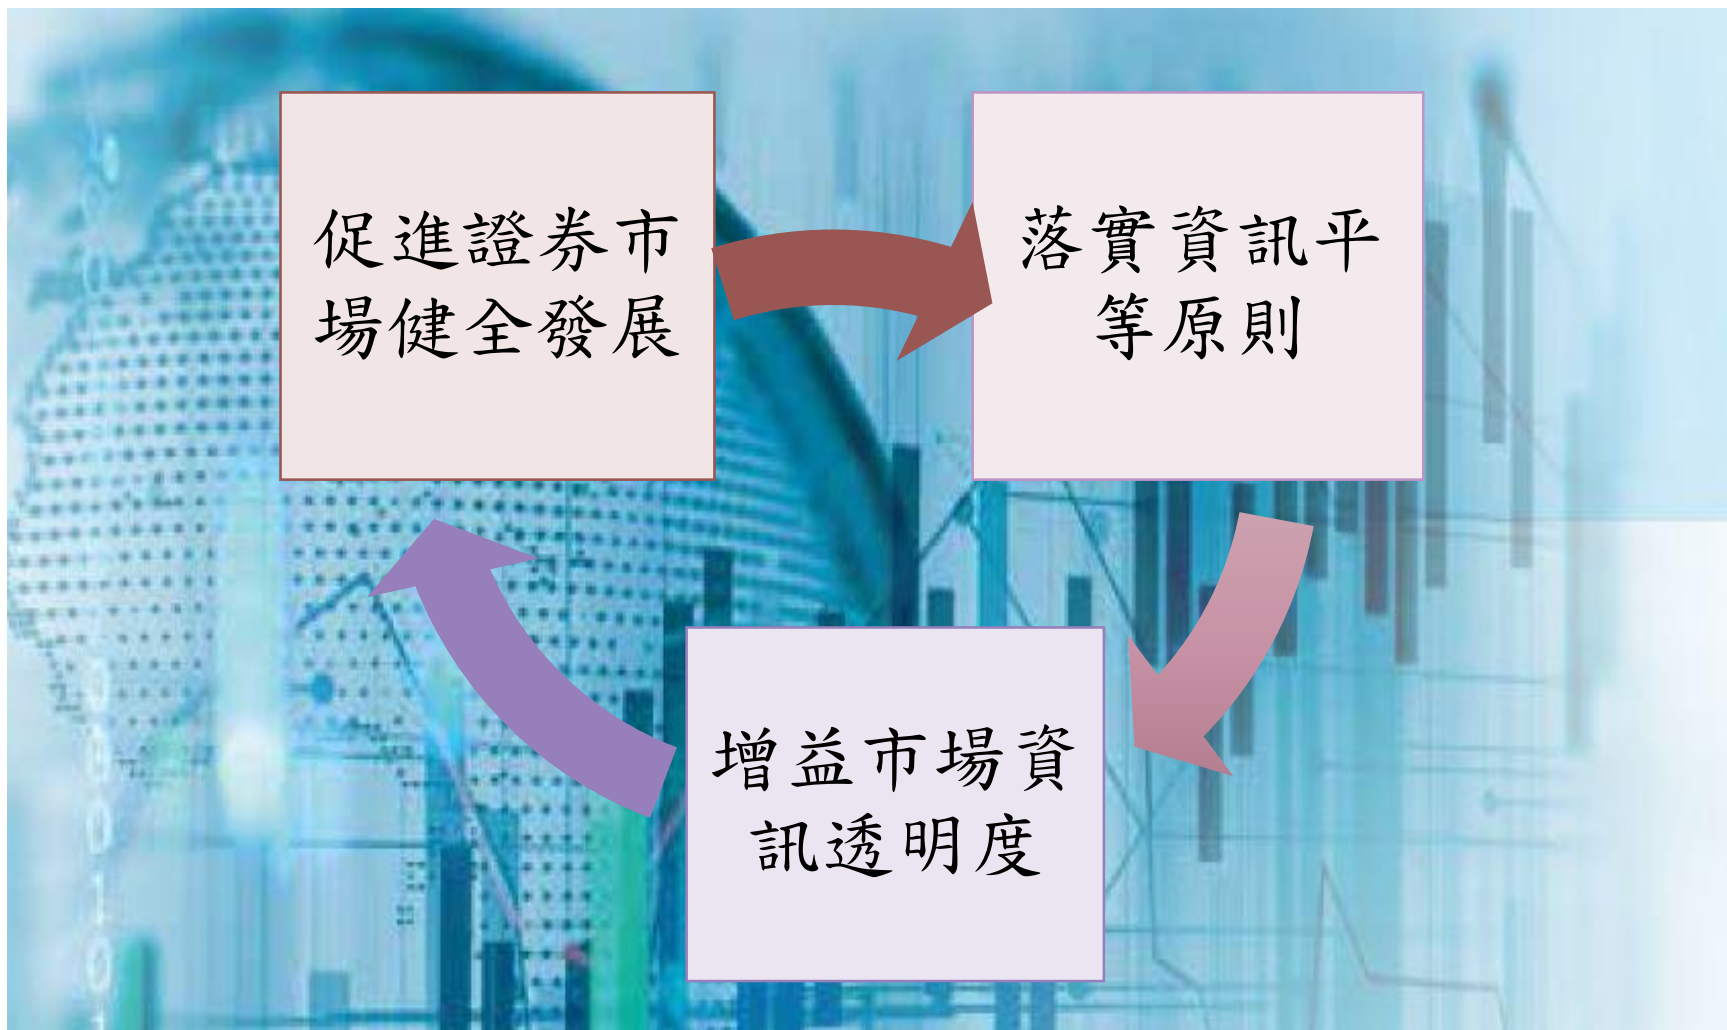 促進證券市
場健全發展
落實資訊平
等原則
增益市場資
訊透明度